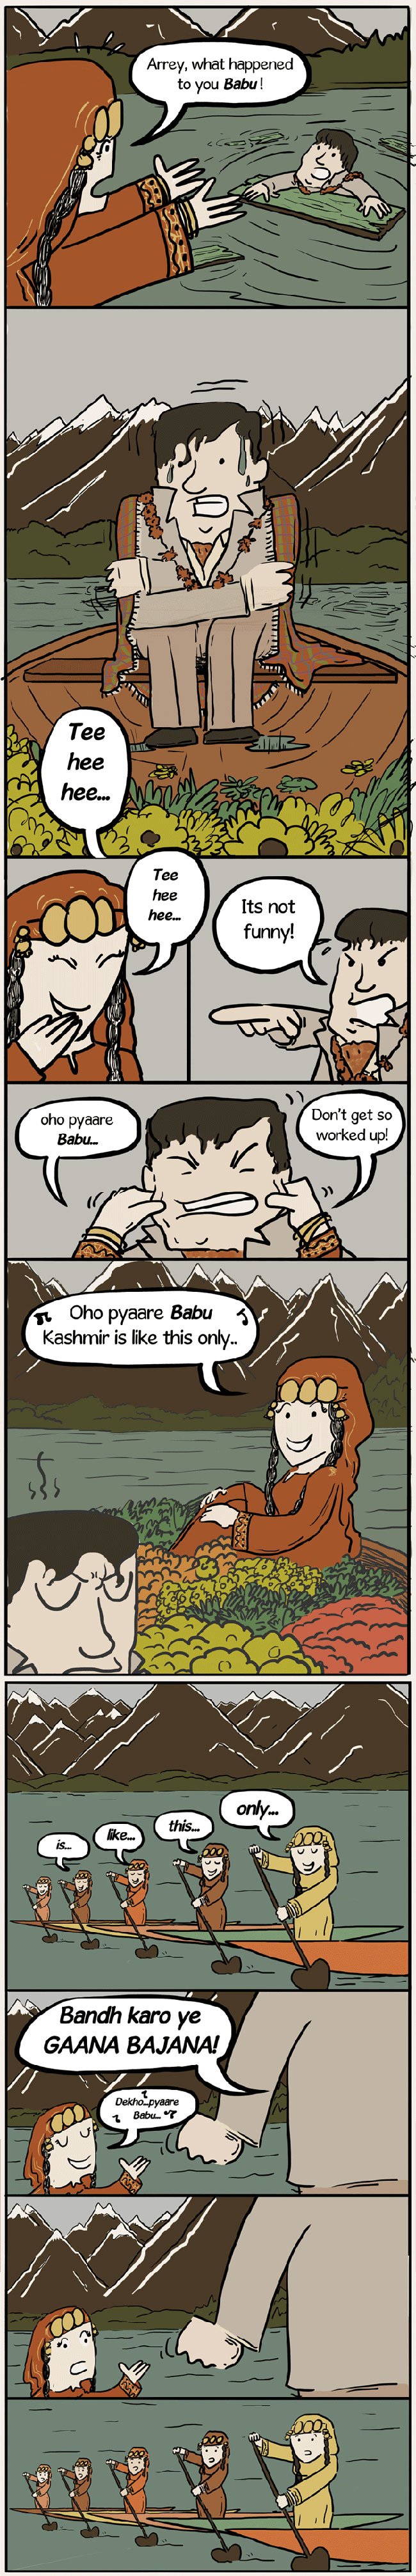 Arrey, what happened
to you Babu!
Tee
hee
hee...
Tee
hee
hee...
Its not
funny!
oho pyaare
Babu...
Don't get so
worked up!
Oho pyaare Babu
Kashmir is like this only..
is...
like...
this...
only...
Bandh karo ye
GAANA BAJANA!
Dekho...pyaare
Babu...